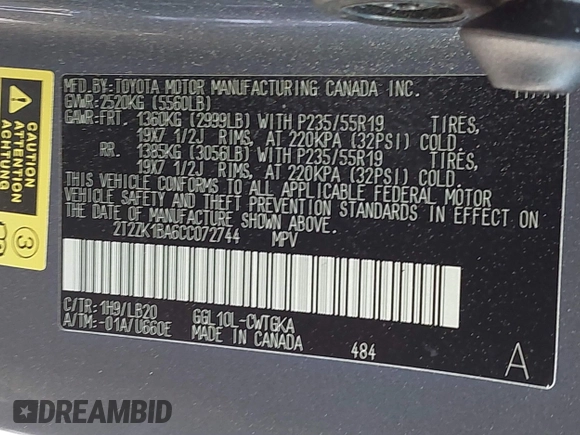 MFD.BY:TOYOTA MOTOR MANUFACTURING CANADA INC.
GVWR:2520KG (5560LB)
GAWR:FRT. 1360KG (2999LB) WITH P235/55R19 TIRES,
19X7 1/2J RIMS, AT 220KPA (32PSI) COLD.
RR. 1385KG (3056LB) WITH P235/55R19 TIRES,
19X7 1/2J RIMS, AT 220KPA (32PSI) COLD.
THIS VEHICLE CONFORMS TO ALL APPLICABLE FEDERAL MOTOR
VEHICLE SAFETY AND THEFT PREVENTION STANDARDS IN EFFECT ON
THE DATE OF MANUFACTURE SHOWN ABOVE.
2T2ZK1BA6CC072744 MPV
C/TR:1H9/LB20 GGL10L-CWTGKA
A/TM:-01A/U660E MADE IN CANADA
484 A
CAUTION
ACHTUNG
3
DREAMBID